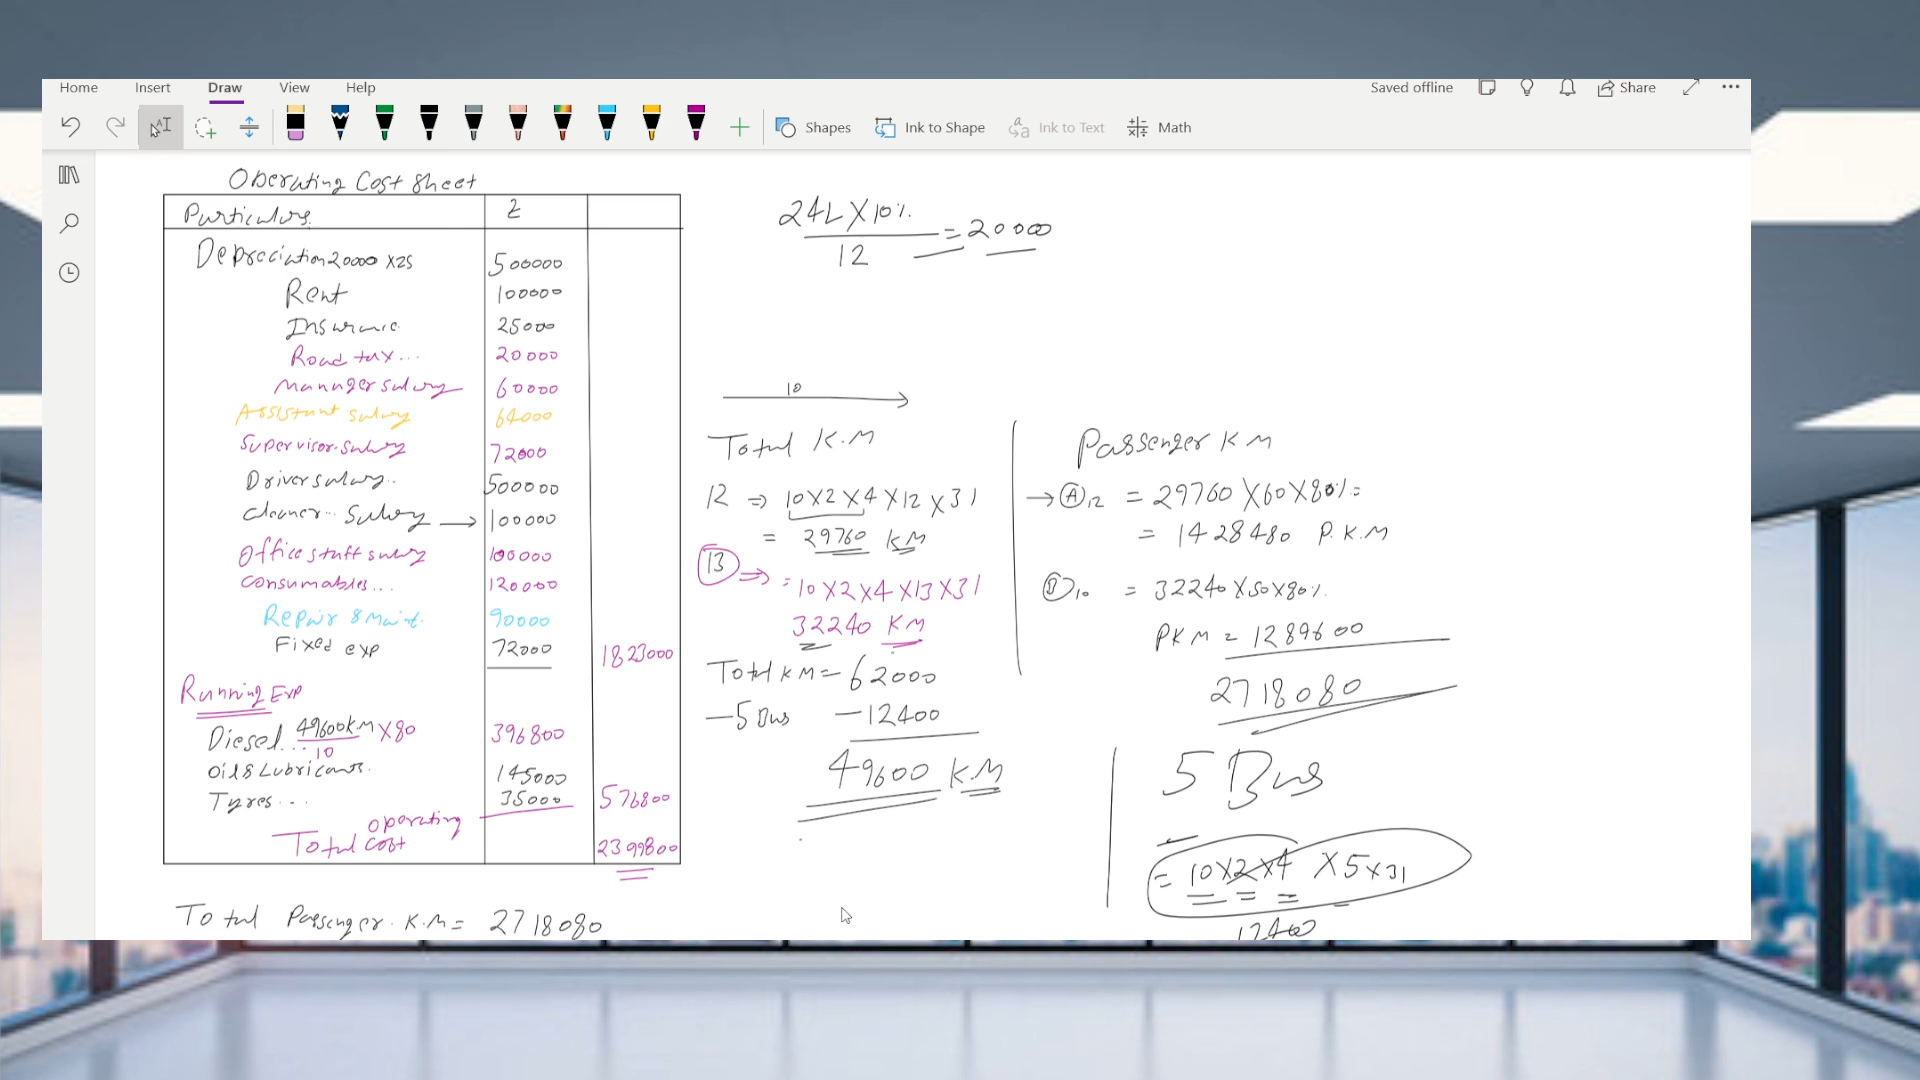 Home Insert Draw View Help Saved offline Share
Shapes Ink to Shape Ink to Text Math
Operating Cost Sheet
Particulars ₹
Depreciation 20000 X25 500000
Rent 100000
Insurance 25000
Road tax... 20000
Manager salary 60000
Assistant salary 64000
Supervisor salary 72000
Driver salary.. 500000
Cleaner.. Salary → 100000
Office staff salary 100000
Consumables... 120000
Repair & Maint. 90000
Fixed exp 72000 1823000
Running Exp
Diesel... 49600KM/10 X80 396800
Oil & Lubricants. 145000
Tyres... 35000 576800
Total operating cost 2399800
Total Passenger K.M = 2718080
24L X 10% / 12 = 20000
10
Total K.M
12 ⇒ 10X2X4X12X31
= 29760 KM
13 ⇒ = 10X2X4X13X31
32240 KM
Total KM = 62000
— 5 Bus — 12400
49600 K.M
Passenger KM
→ A 12 = 29760 X60X80% =
= 1428480 P.K.M
B 10 = 32240X50X80%.
PKM = 1289600
2718080
5 Bus
= 10X2X4 X5X31
12400